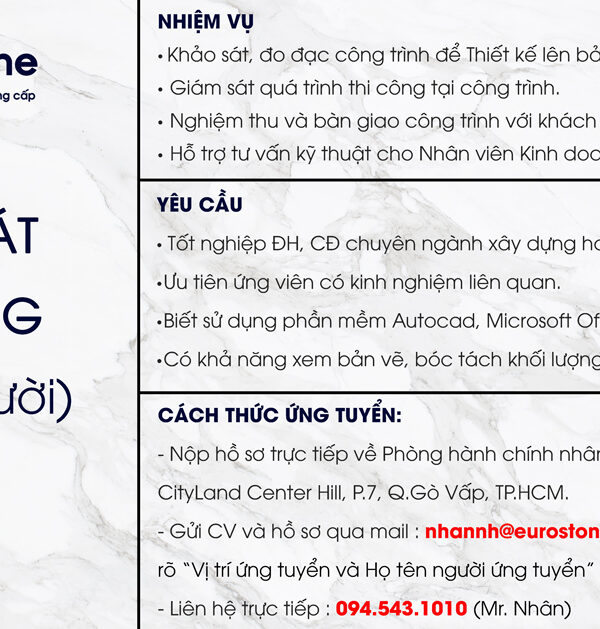 ne
ng cấp
ÁT
G
ười)
NHIỆM VỤ
• Khảo sát, đo đạc công trình để Thiết kế lên bả
• Giám sát quá trình thi công tại công trình.
• Nghiệm thu và bàn giao công trình với khách
• Hỗ trợ tư vấn kỹ thuật cho Nhân viên Kinh doa
YÊU CẦU
• Tốt nghiệp ĐH, CĐ chuyên ngành xây dựng ho
•Ưu tiên ứng viên có kinh nghiệm liên quan.
•Biết sử dụng phần mềm Autocad, Microsoft Of
•Có khả năng xem bản vẽ, bóc tách khối lượng
CÁCH THỨC ỨNG TUYỂN:
- Nộp hồ sơ trực tiếp về Phòng hành chính nhân
CityLand Center Hill, P.7, Q.Gò Vấp, TP.HCM.
- Gửi CV và hồ sơ qua mail : nhannh@euroston
rõ “Vị trí ứng tuyển và Họ tên người ứng tuyển”
- Liên hệ trực tiếp : 094.543.1010 (Mr. Nhân)